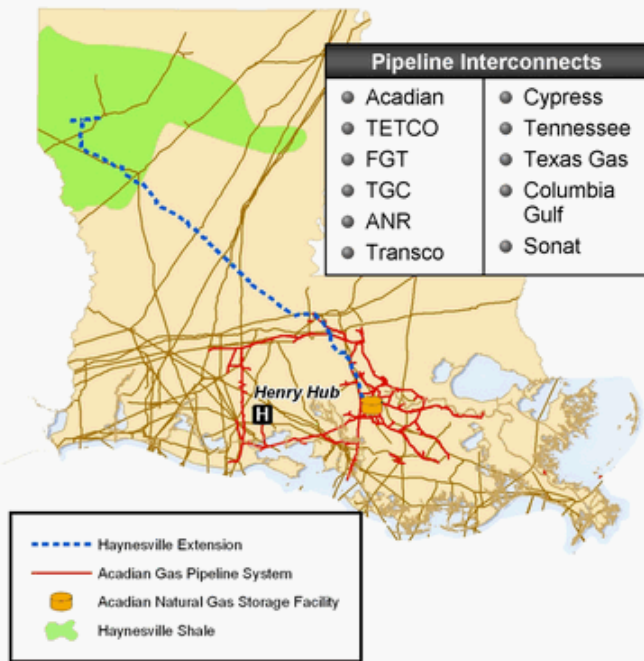 Pipeline Interconnects
Acadian
TETCO
FGT
TGC
ANR
Transco
Cypress
Tennessee
Texas Gas
Columbia
Gulf
Sonat
Henry Hub
H
Haynesville Extension
Acadian Gas Pipeline System
Acadian Natural Gas Storage Facility
Haynesville Shale